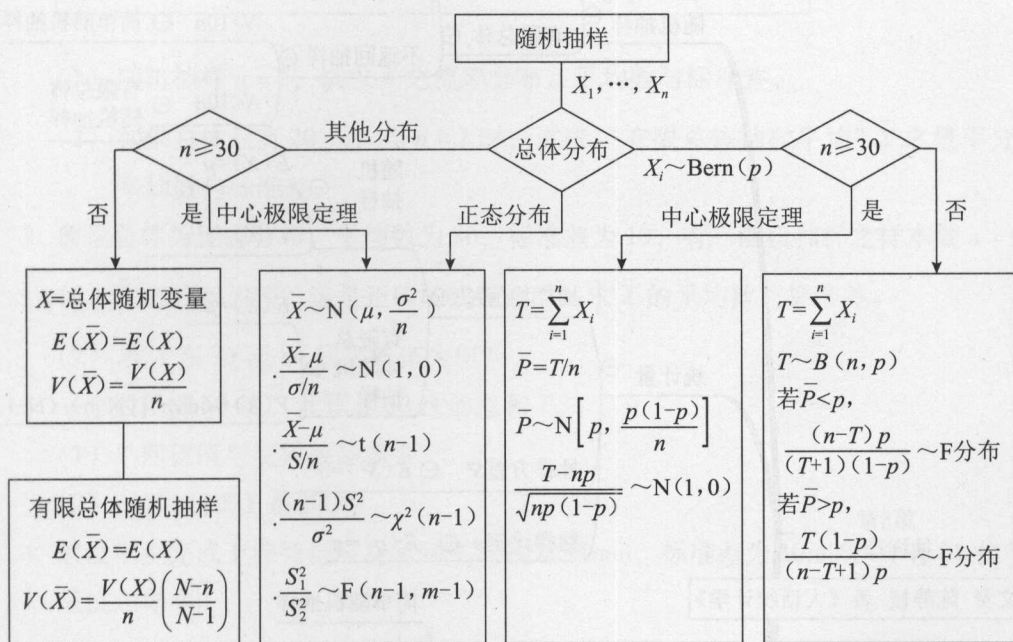 随机抽样
X₁,⋯,Xₙ
n≥30
其他分布
总体分布
Xᵢ~Bern(p)
n≥30
否
是
中心极限定理
正态分布
中心极限定理
是
否
X=总体随机变量
E(X̄)=E(X)
V(X̄)=V(X)/n
有限总体随机抽样
E(X̄)=E(X)
V(X̄)=V(X)/n((N-n)/(N-1))
X~N(μ,σ²/n)
·(X̄-μ)/(σ/n)~N(1,0)
·(X-μ)/(S/n)~t(n-1)
·(n-1)S²/σ²~χ²(n-1)
·S₁²/S₂²~F(n-1,m-1)
T=∑ᵢ₌₁ⁿXᵢ
P̄=T/n
P̄~N[p,p(1-p)/n]
(T-np)/√(np(1-p))~N(1,0)
T=∑ᵢ₌₁ⁿXᵢ
T~B(n,p)
若P̄<p,
(n-T)p/((T+1)(1-p))~F分布
若P̄>p,
T(1-p)/((n-T+1)p)~F分布